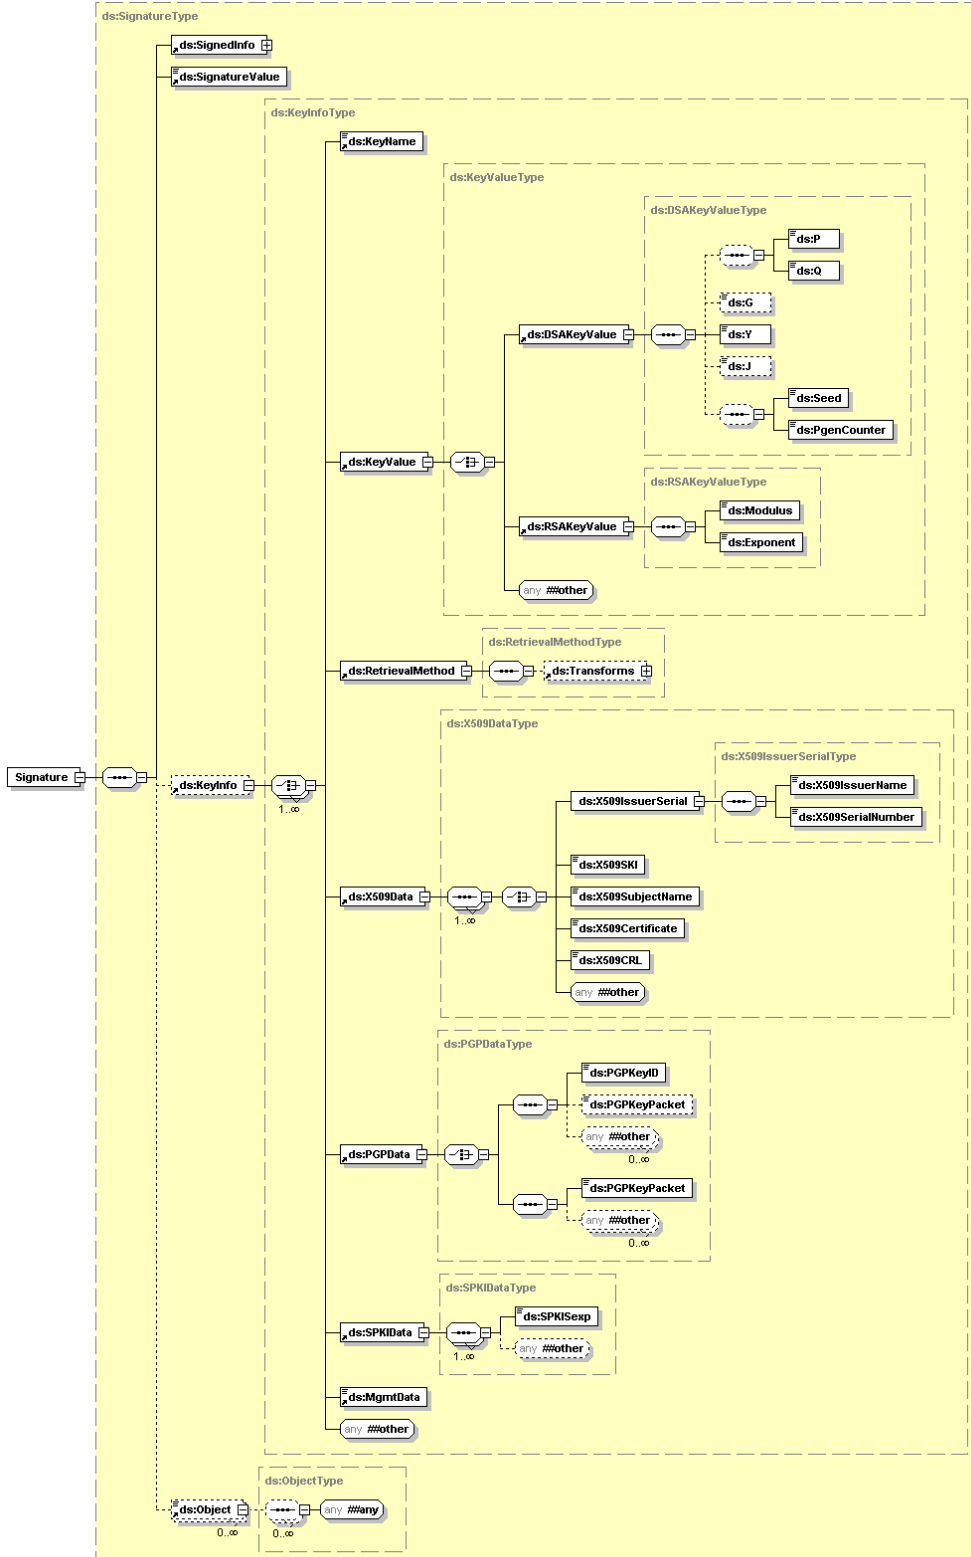 ds:SignatureType
ds:SignedInfo
ds:SignatureValue
ds:KeyInfoType
ds:KeyName
ds:KeyValueType
ds:DSAKeyValueType
ds:P
ds:Q
ds:G
ds:DSAKeyValue
ds:Y
ds:J
ds:Seed
ds:PgenCounter
ds:KeyValue
ds:RSAKeyValueType
ds:Modulus
ds:RSAKeyValue
ds:Exponent
any ##other
ds:RetrievalMethodType
ds:RetrievalMethod
ds:Transforms
ds:X509DataType
ds:X509IssuerSerialType
Signature
ds:KeyInfo
1..∞
ds:X509IssuerName
ds:X509IssuerSerial
ds:X509SerialNumber
ds:X509SKI
ds:X509Data
1..∞
ds:X509SubjectName
ds:X509Certificate
ds:X509CRL
any ##other
ds:PGPDataType
ds:PGPKeyID
ds:PGPKeyPacket
any ##other
0..∞
ds:PGPData
ds:PGPKeyPacket
any ##other
0..∞
ds:SPKIDataType
ds:SPKISexp
ds:SPKIData
1..∞
any ##other
ds:MgmtData
any ##other
ds:ObjectType
ds:Object
0..∞
0..∞
any ##any